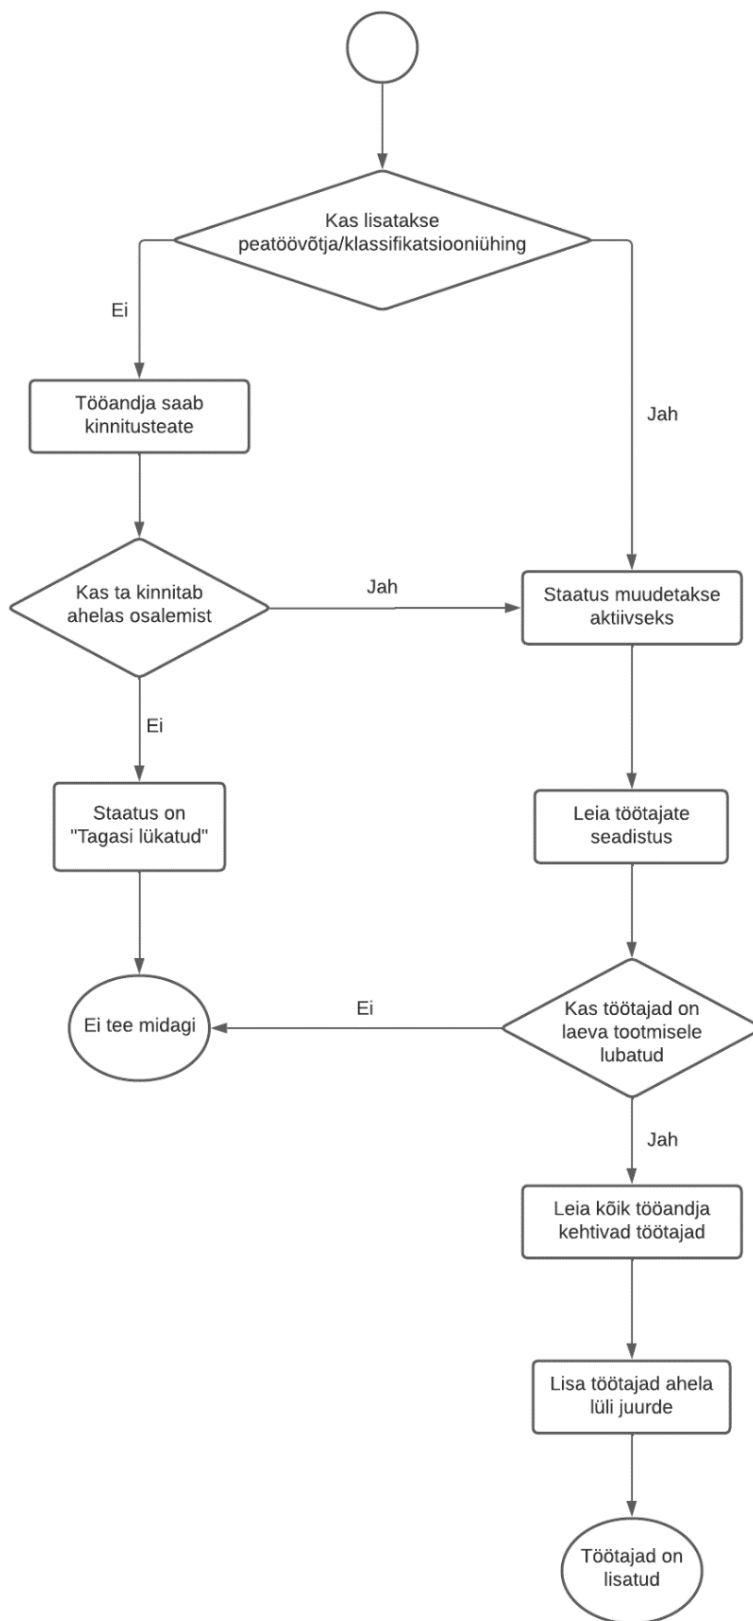 Kas lisatakse
peatöövõtja/klassifikatsiooniühing
Ei
Jah
Tööandja saab
kinnitusteate
Kas ta kinnitab
ahelas osalemist
Jah
Staatus muudetakse
aktiivseks
Ei
Staatus on
"Tagasi lükatud"
Leia töötajate
seadistus
Ei tee midagi
Ei
Kas töötajad on
laeva tootmisele
lubatud
Jah
Leia kõik tööandja
kehtivad töötajad
Lisa töötajad ahela
lüli juurde
Töötajad on
lisatud